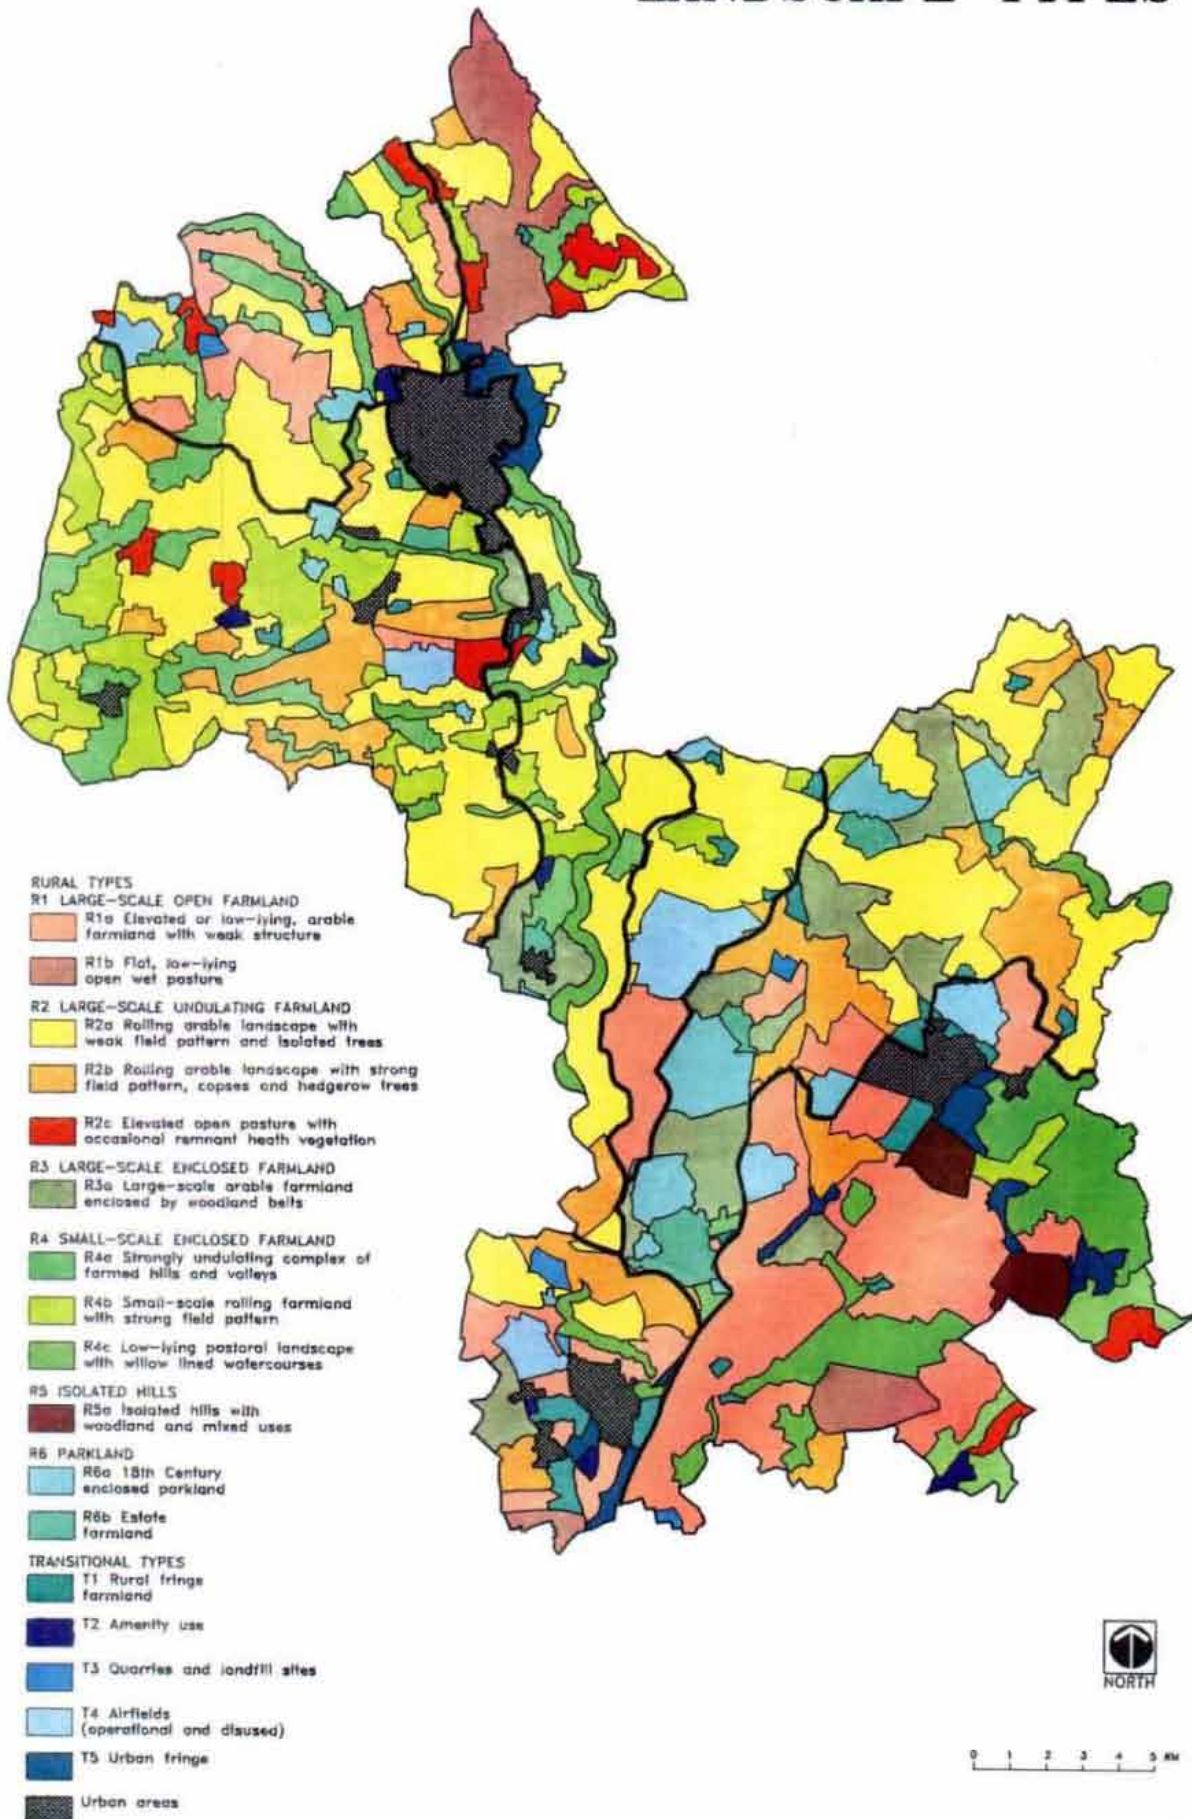 LANDSCAPE TYPES
RURAL TYPES
R1 LARGE-SCALE OPEN FARMLAND
R1a Elevated or low-lying, arable
farmland with weak structure
R1b Flat, low-lying
open wet pasture
R2 LARGE-SCALE UNDULATING FARMLAND
R2a Rolling arable landscape with
weak field pattern and isolated trees
R2b Rolling arable landscape with strong
field pattern, copses and hedgerow trees
R2c Elevated open pasture with
occasional remnant heath vegetation
R3 LARGE-SCALE ENCLOSED FARMLAND
R3a Large-scale arable farmland
enclosed by woodland belts
R4 SMALL-SCALE ENCLOSED FARMLAND
R4a Strongly undulating complex of
farmed hills and valleys
R4b Small-scale rolling farmland
with strong field pattern
R4c Low-lying pastoral landscape
with willow lined watercourses
R5 ISOLATED HILLS
R5a Isolated hills with
woodland and mixed uses
R6 PARKLAND
R6a 18th Century
enclosed parkland
R6b Estate
farmland
TRANSITIONAL TYPES
T1 Rural fringe
farmland
T2 Amenity use
T3 Quarries and landfill sites
T4 Airfields
(operational and disused)
T5 Urban fringe
Urban areas
NORTH
0 1 2 3 4 5 KM